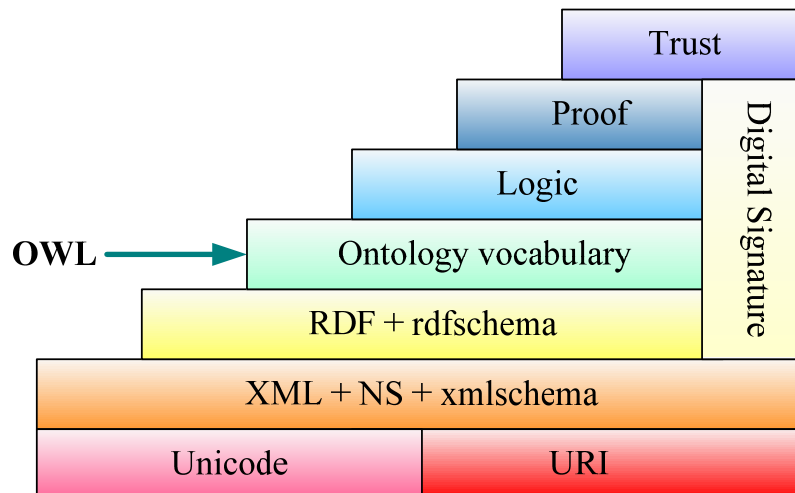 Trust
Proof
Digital Signature
Logic
OWL
Ontology vocabulary
RDF + rdfschema
XML + NS + xmlschema
Unicode
URI